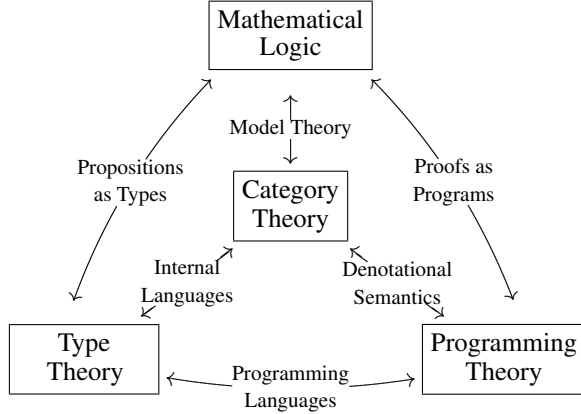 Mathematical
Logic
Model Theory
Propositions
as Types
Proofs as
Programs
Category
Theory
Internal
Languages
Denotational
Semantics
Type
Theory
Programming
Languages
Programming
Theory